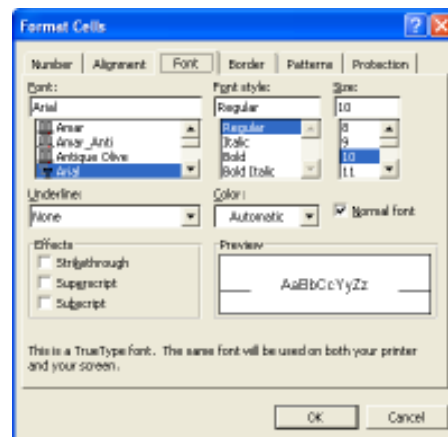 Format Cells
Number Alignment Font Border Patterns Protection
Font: Font style: Size:
Arial Regular 10
Amar Regular 8
Amar_Anti Italic 9
Antique Olive Bold 10
Arial Bold Italic 11
Underline: Color:
None Automatic Normal font
Effects Preview
Strikethrough
Superscript AaBbCcYyZz
Subscript
This is a TrueType font. The same font will be used on both your printer
and your screen.
OK Cancel